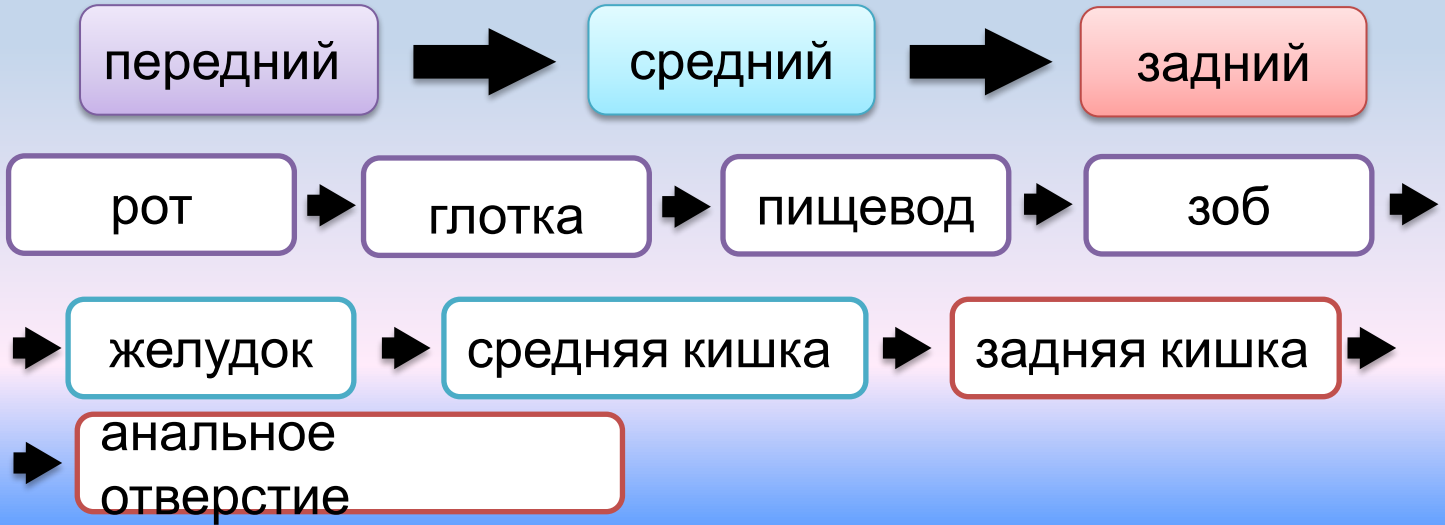 передний средний задний
рот глотка пищевод зоб
желудок средняя кишка задняя кишка
анальное
отверстие